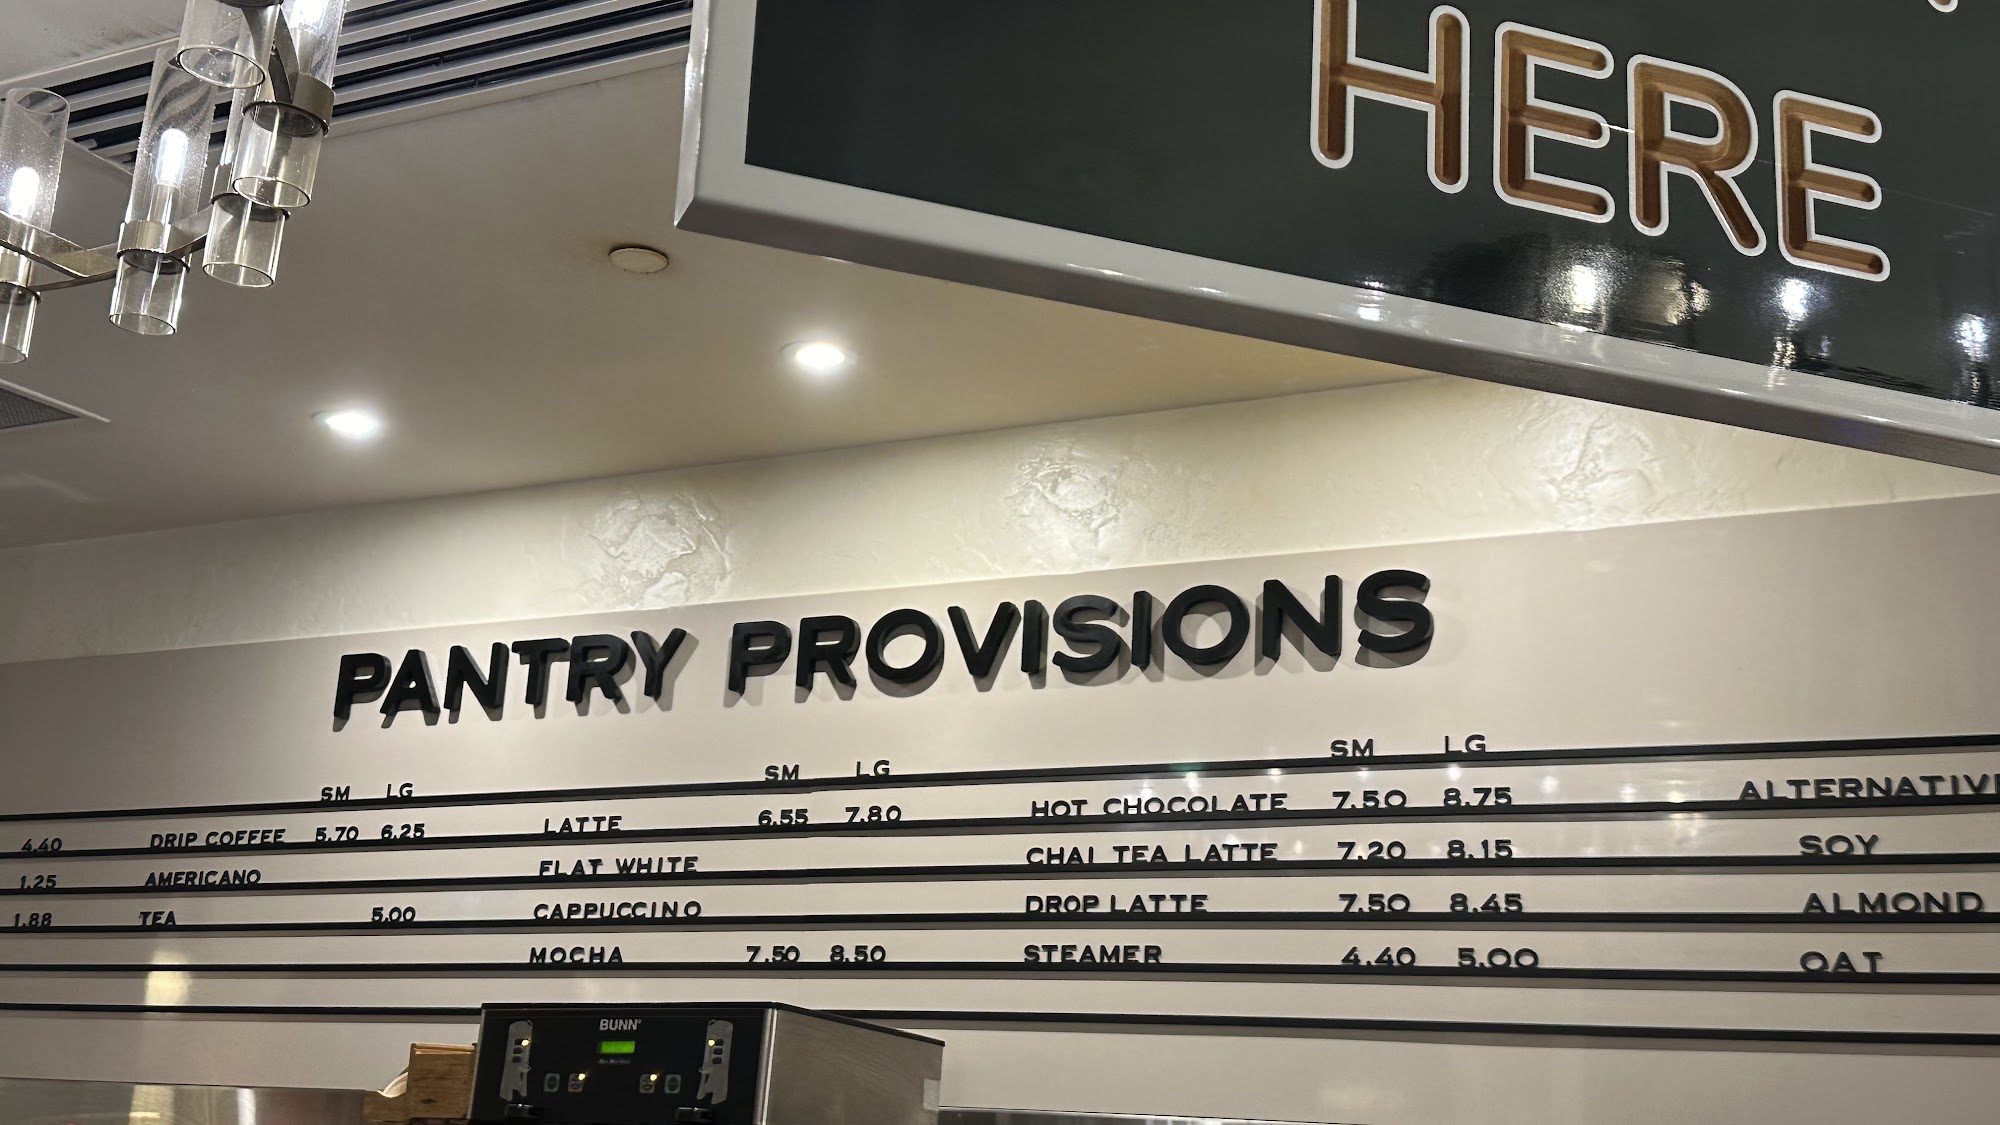 HERE
PANTRY PROVISIONS
SM LG SM LG SM LG
4.40 DRIP COFFEE 5.70 6.25 LATTE 6.55 7.80 HOT CHOCOLATE 7.50 8.75 ALTERNATIV
1.25 AMERICANO FLAT WHITE CHAI TEA LATTE 7.20 8.15 SOY
1.88 TEA 5.00 CAPPUCCINO DROP LATTE 7.50 8.45 ALMOND
MOCHA 7.50 8.50 STEAMER 4.40 5.00 OAT
BUNN